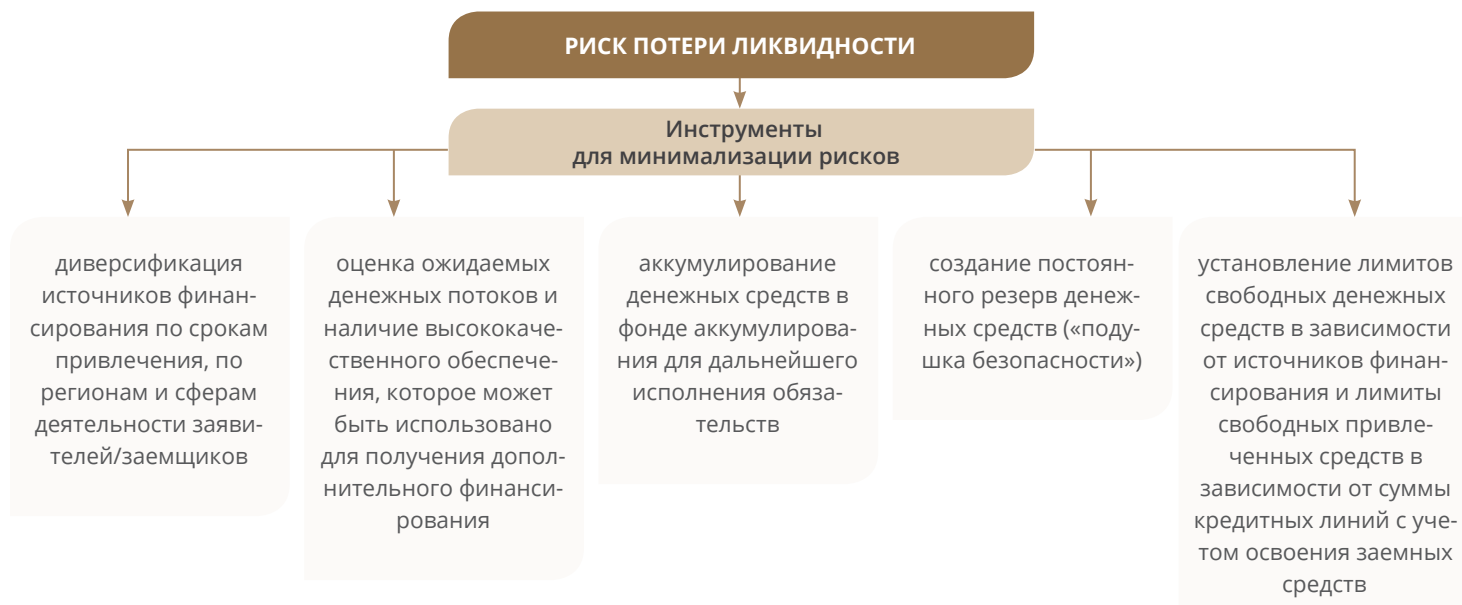 РИСК ПОТЕРИ ЛИКВИДНОСТИ
Инструменты
для минимализации рисков
диверсификация
источников финан-
сирования по срокам
привлечения, по
регионам и сферам
деятельности заяви-
телей/заемщиков
оценка ожидаемых
денежных потоков и
наличие высококаче-
ственного обеспече-
ния, которое может
быть использовано
для получения допол-
нительного финанси-
рования
аккумулирование
денежных средств в
фонде аккумулирова-
ния для дальнейшего
исполнения обяза-
тельств
создание постоян-
ного резерв денеж-
ных средств («поду-
шка безопасности»)
установление лимитов
свободных денежных
средств в зависимости
от источников финан-
сирования и лимиты
свободных привле-
ченных средств в
зависимости от суммы
кредитных линий с уче-
том освоения заемных
средств